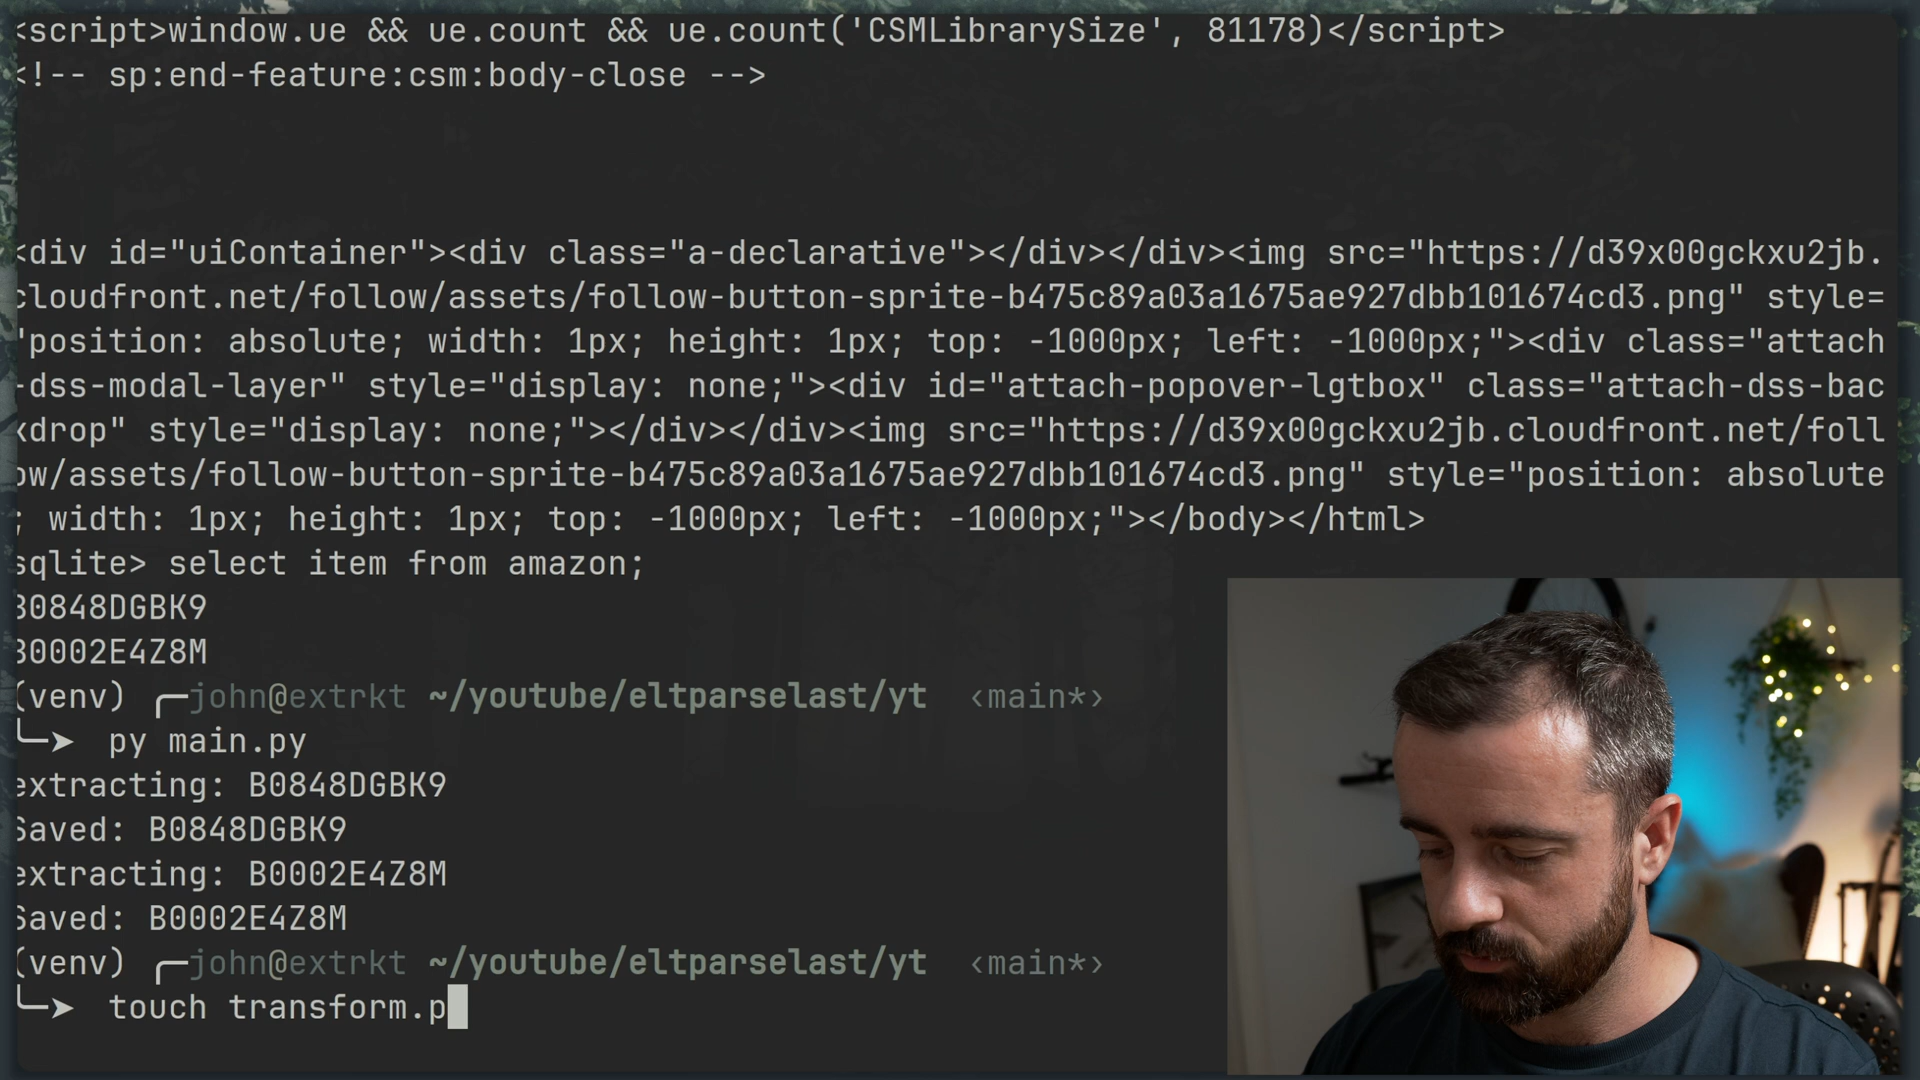 <script>window.ue && ue.count && ue.count('CSMLibrarySize', 81178)</script>
<!-- sp:end-feature:csm:body-close -->
<div id="uiContainer"><div class="a-declarative"></div></div><img src="https://d39x00gckxu2jb.
cloudfront.net/follow/assets/follow-button-sprite-b475c89a03a1675ae927dbb101674cd3.png" style=
"position: absolute; width: 1px; height: 1px; top: -1000px; left: -1000px;"><div class="attach
-dss-modal-layer" style="display: none;"><div id="attach-popover-lgtbox" class="attach-dss-bac
kdrop" style="display: none;"></div></div><img src="https://d39x00gckxu2jb.cloudfront.net/foll
ow/assets/follow-button-sprite-b475c89a03a1675ae927dbb101674cd3.png" style="position: absolute
; width: 1px; height: 1px; top: -1000px; left: -1000px;"></body></html>
sqlite> select item from amazon;
B0848DGBK9
B0002E4Z8M
(venv) ╭─john@extrkt ~/youtube/eltparselast/yt ‹main*›
╰─➤ py main.py
extracting: B0848DGBK9
Saved: B0848DGBK9
extracting: B0002E4Z8M
Saved: B0002E4Z8M
(venv) ╭─john@extrkt ~/youtube/eltparselast/yt ‹main*›
╰─➤ touch transform.p